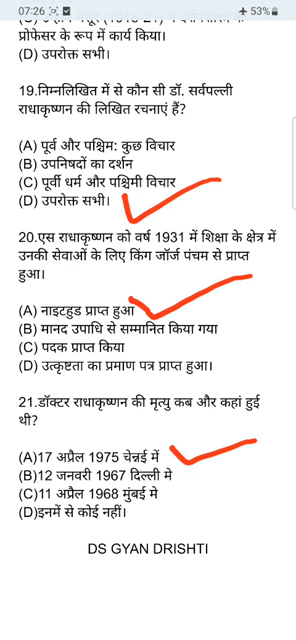 07:26
53%
प्रोफेसर के रूप में कार्य किया।
(D) उपरोक्त सभी।
19.निम्नलिखित में से कौन सी डॉ. सर्वपल्ली
राधाकृष्णन की लिखित रचनाएं हैं?
(A) पूर्व और पश्चिम: कुछ विचार
(B) उपनिषदों का दर्शन
(C) पूर्वी धर्म और पश्चिमी विचार
(D) उपरोक्त सभी।
20.एस राधाकृष्णन को वर्ष 1931 में शिक्षा के क्षेत्र में
उनकी सेवाओं के लिए किंग जॉर्ज पंचम से प्राप्त
हुआ।
(A) नाइटहुड प्राप्त हुआ
(B) मानद उपाधि से सम्मानित किया गया
(C) पदक प्राप्त किया
(D) उत्कृष्टता का प्रमाण पत्र प्राप्त हुआ।
21.डॉक्टर राधाकृष्णन की मृत्यु कब और कहां हुई
थी?
(A)17 अप्रैल 1975 चेन्नई में
(B)12 जनवरी 1967 दिल्ली मे
(C)11 अप्रैल 1968 मुंबई मे
(D)इनमें से कोई नहीं।
DS GYAN DRISHTI